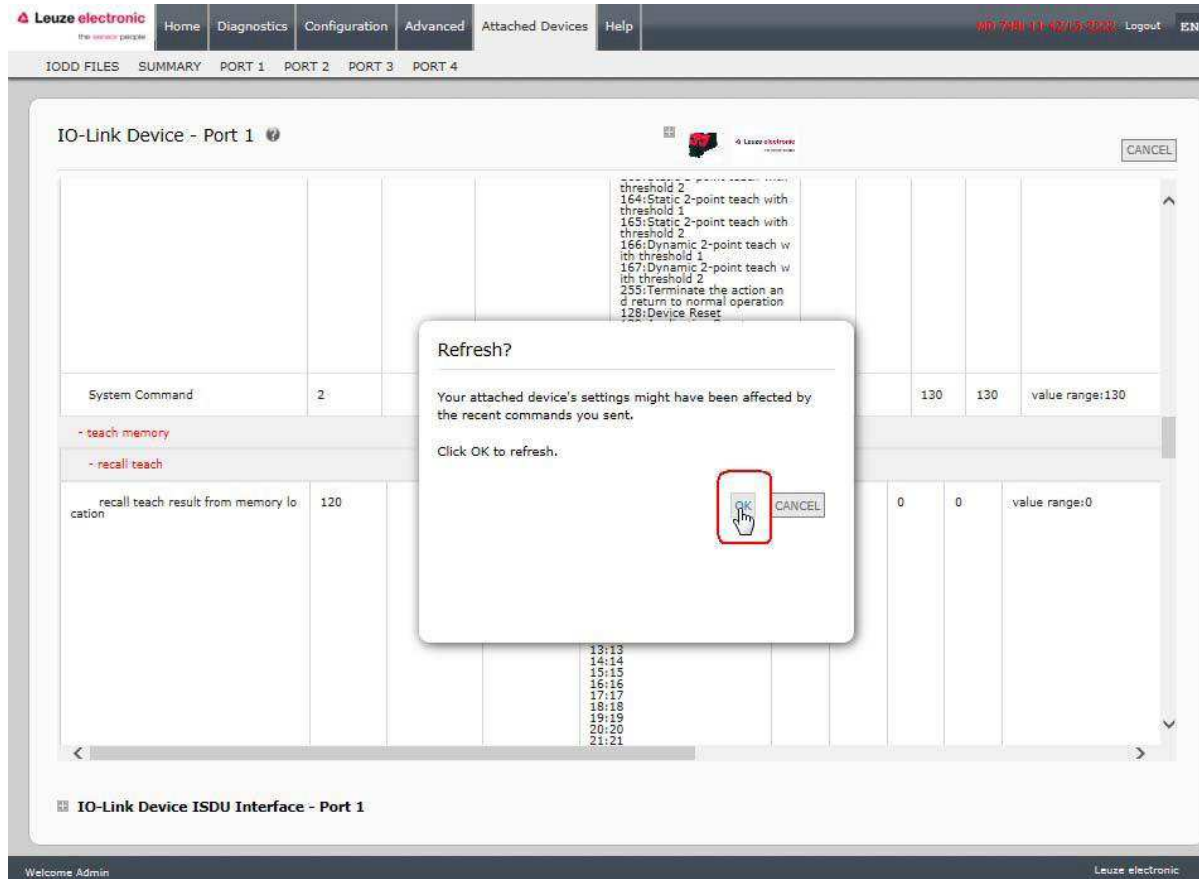 Leuze electronic
the sensor people
Home Diagnostics Configuration Advanced Attached Devices Help
Logout EN
IODD FILES SUMMARY PORT 1 PORT 2 PORT 3 PORT 4
IO-Link Device - Port 1
Leuze electronic
CANCEL
threshold 2
164:Static 2-point teach with
threshold 1
165:Static 2-point teach with
threshold 2
166:Dynamic 2-point teach w
ith threshold 1
167:Dynamic 2-point teach w
ith threshold 2
255:Terminate the action an
d return to normal operation
128:Device Reset
System Command 2 130 130 value range:130
- teach memory
- recall teach
recall teach result from memory lo
cation
120 0 0 value range:0
Refresh?
Your attached device's settings might have been affected by
the recent commands you sent.
Click OK to refresh.
OK CANCEL
13:13
14:14
15:15
16:16
17:17
18:18
19:19
20:20
21:21
IO-Link Device ISDU Interface - Port 1
Welcome Admin
Leuze electronic